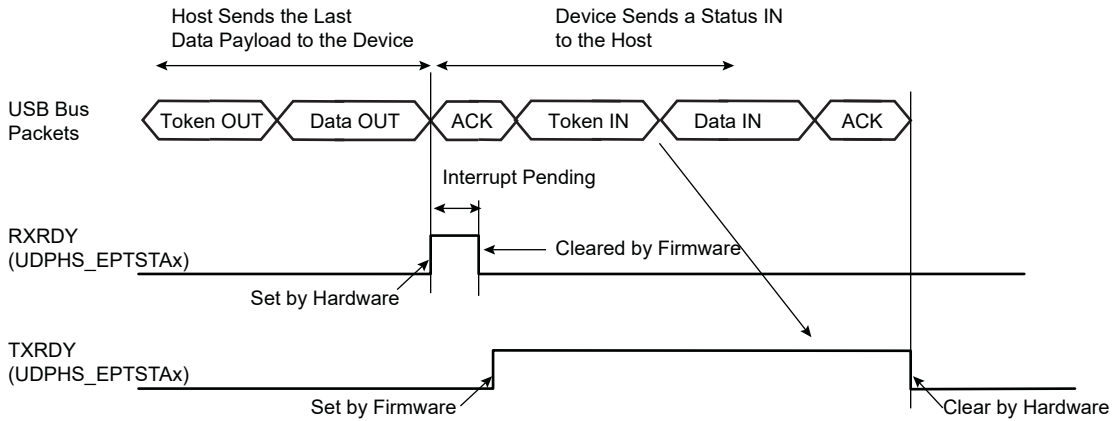 Host Sends the Last
Data Payload to the Device
Device Sends a Status IN
to the Host
USB Bus
Packets
Token OUT
Data OUT
ACK
Token IN
Data IN
ACK
Interrupt Pending
RXRDY
(UDPHS_EPTSTAx)
Cleared by Firmware
Set by Hardware
TXRDY
(UDPHS_EPTSTAx)
Set by Firmware
Clear by Hardware